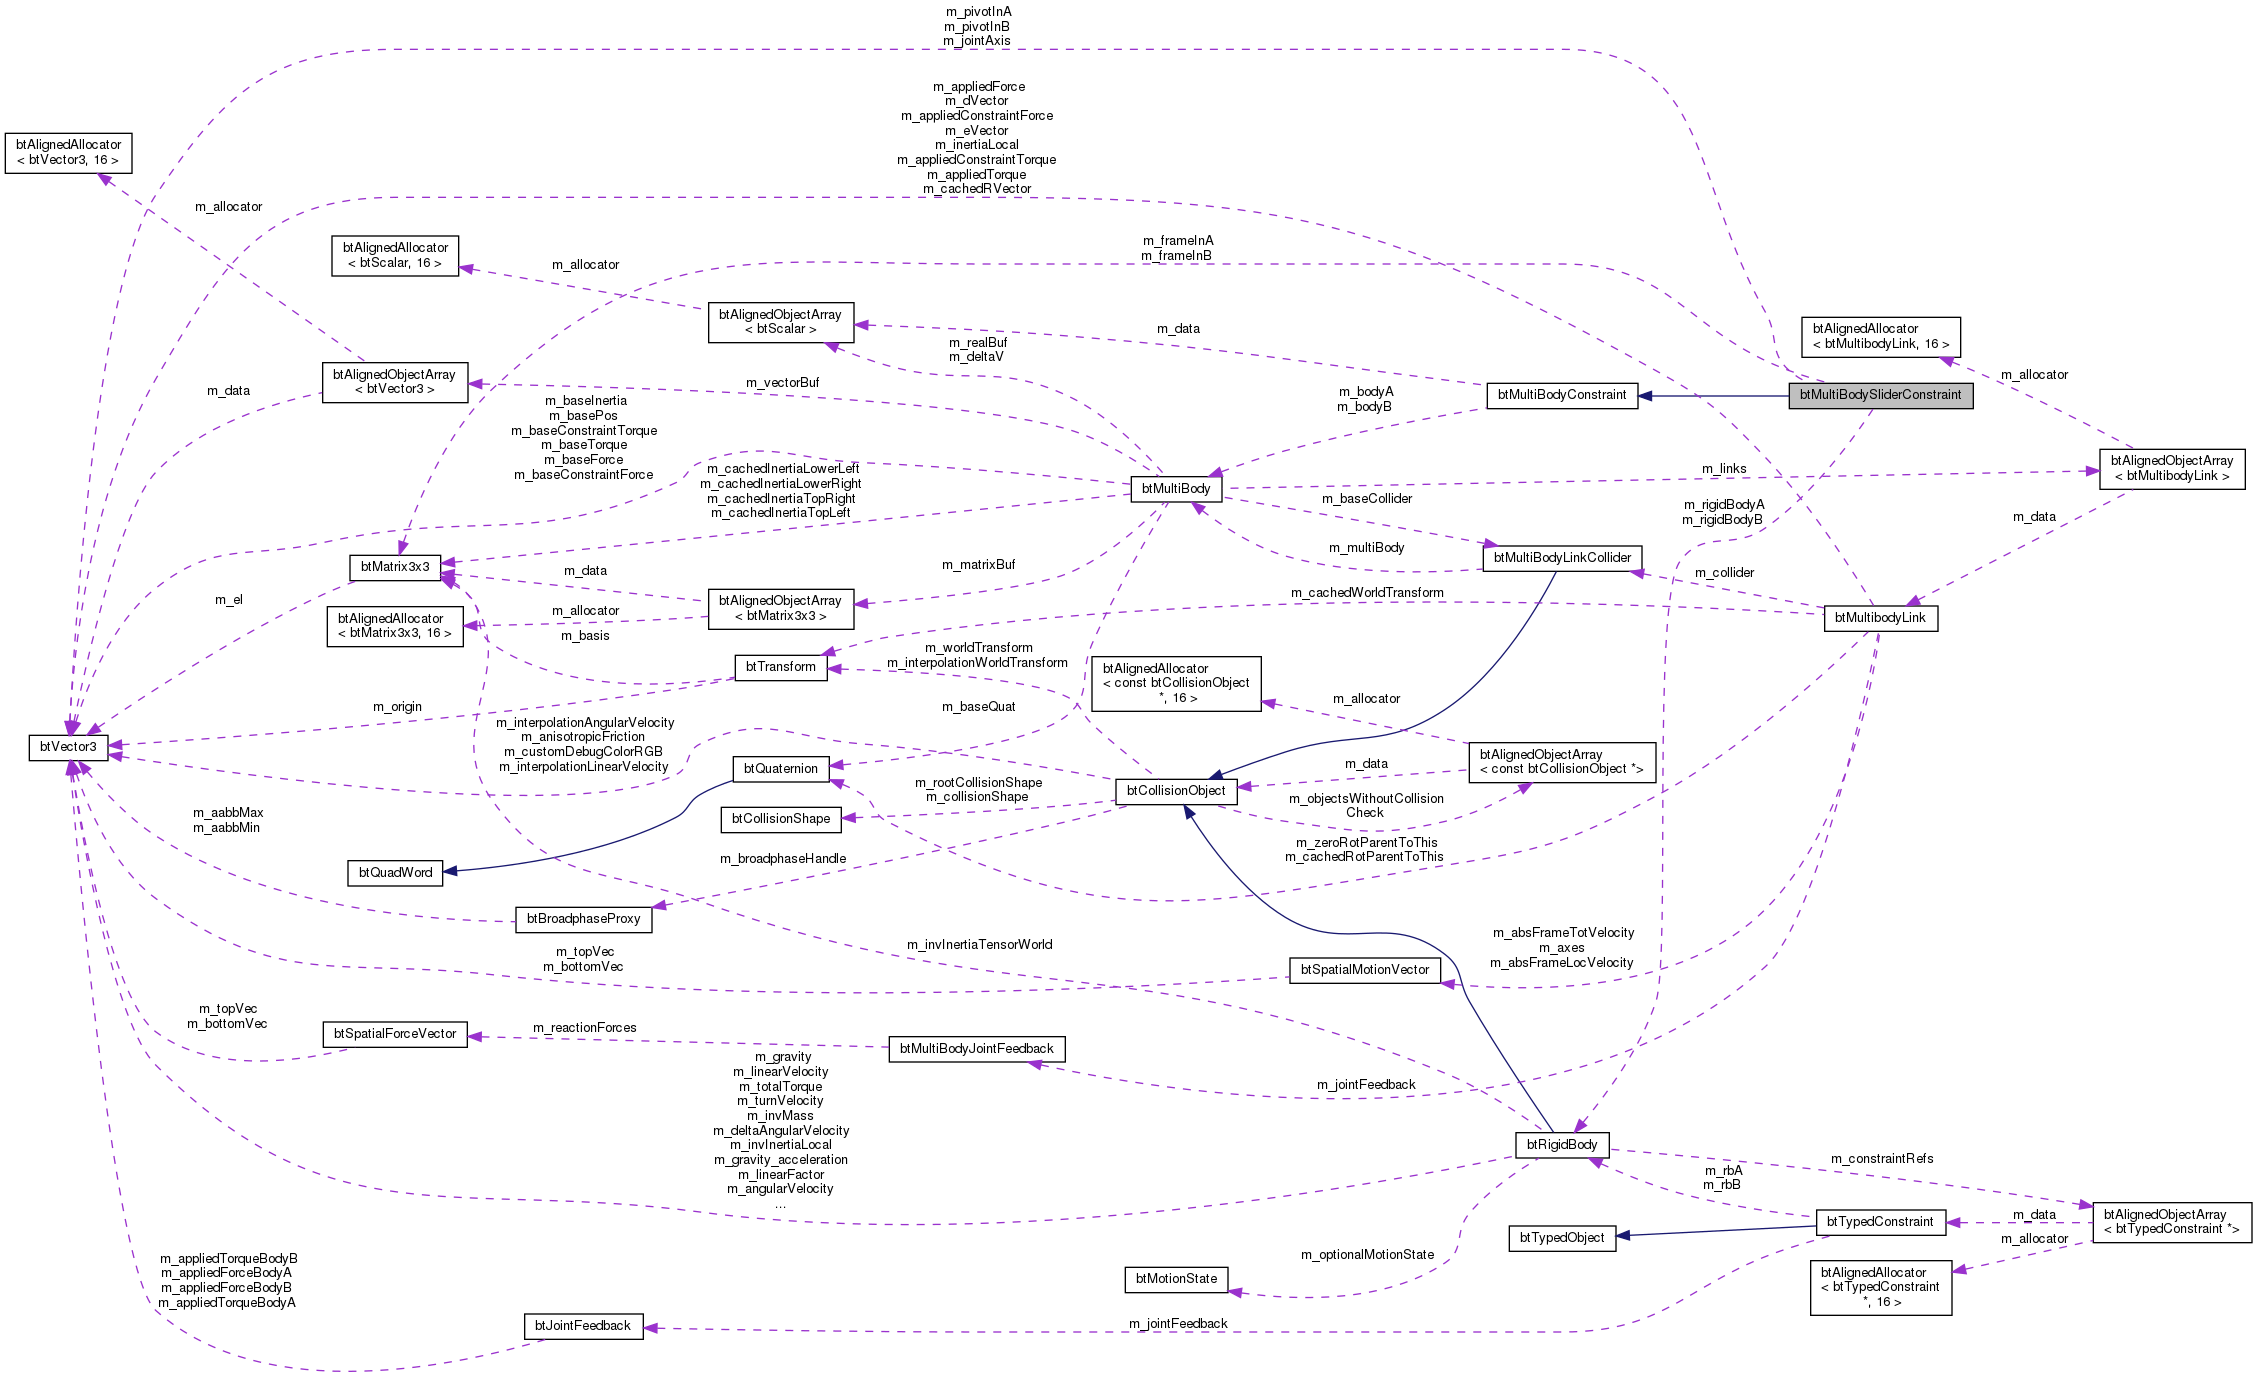 m_pivotInA
m_pivotInB
m_jointAxis
m_appliedForce
m_dVector
m_appliedConstraintForce
m_eVector
m_inertiaLocal
m_appliedConstraintTorque
m_appliedTorque
m_cachedRVector
btAlignedAllocator
< btVector3, 16 >
m_allocator
btAlignedAllocator
< btScalar, 16 >
m_allocator
m_frameInA
m_frameInB
btAlignedObjectArray
< btScalar >
m_data
m_realBuf
m_deltaV
btAlignedAllocator
< btMultibodyLink, 16 >
m_allocator
btAlignedObjectArray
< btVector3 >
m_data
m_vectorBuf
m_bodyA
m_bodyB
btMultiBodyConstraint
btMultiBodySliderConstraint
m_baseInertia
m_basePos
m_baseConstraintTorque
m_baseTorque
m_baseForce
m_baseConstraintForce
m_cachedInertiaLowerLeft
m_cachedInertiaLowerRight
m_cachedInertiaTopRight
m_cachedInertiaTopLeft
btMultiBody
m_links
btAlignedObjectArray
< btMultibodyLink >
m_baseCollider
m_rigidBodyA
m_rigidBodyB
m_data
m_multiBody
btMultiBodyLinkCollider
m_collider
btMatrix3x3
m_data
m_matrixBuf
m_el
btAlignedAllocator
< btMatrix3x3, 16 >
m_allocator
btAlignedObjectArray
< btMatrix3x3 >
m_cachedWorldTransform
btMultibodyLink
m_basis
btTransform
m_worldTransform
m_interpolationWorldTransform
btAlignedAllocator
< const btCollisionObject
*, 16 >
m_allocator
m_origin
m_baseQuat
m_interpolationAngularVelocity
m_anisotropicFriction
m_customDebugColorRGB
m_interpolationLinearVelocity
btVector3
btQuaternion
m_rootCollisionShape
m_collisionShape
btCollisionObject
m_data
btAlignedObjectArray
< const btCollisionObject *>
m_objectsWithoutCollision
Check
m_aabbMax
m_aabbMin
btCollisionShape
m_zeroRotParentToThis
m_cachedRotParentToThis
btQuadWord
m_broadphaseHandle
btBroadphaseProxy
m_topVec
m_bottomVec
m_invInertiaTensorWorld
m_absFrameTotVelocity
m_axes
m_absFrameLocVelocity
btSpatialMotionVector
m_topVec
m_bottomVec
btSpatialForceVector
m_reactionForces
btMultiBodyJointFeedback
m_jointFeedback
m_gravity
m_linearVelocity
m_totalTorque
m_turnVelocity
m_invMass
m_deltaAngularVelocity
m_invInertiaLocal
m_gravity_acceleration
m_linearFactor
m_angularVelocity
...
btRigidBody
m_constraintRefs
m_rbA
m_rbB
btTypedConstraint
m_data
btAlignedObjectArray
< btTypedConstraint *>
btTypedObject
m_allocator
m_optionalMotionState
btMotionState
btAlignedAllocator
< btTypedConstraint
*, 16 >
m_appliedTorqueBodyB
m_appliedForceBodyA
m_appliedForceBodyB
m_appliedTorqueBodyA
btJointFeedback
m_jointFeedback